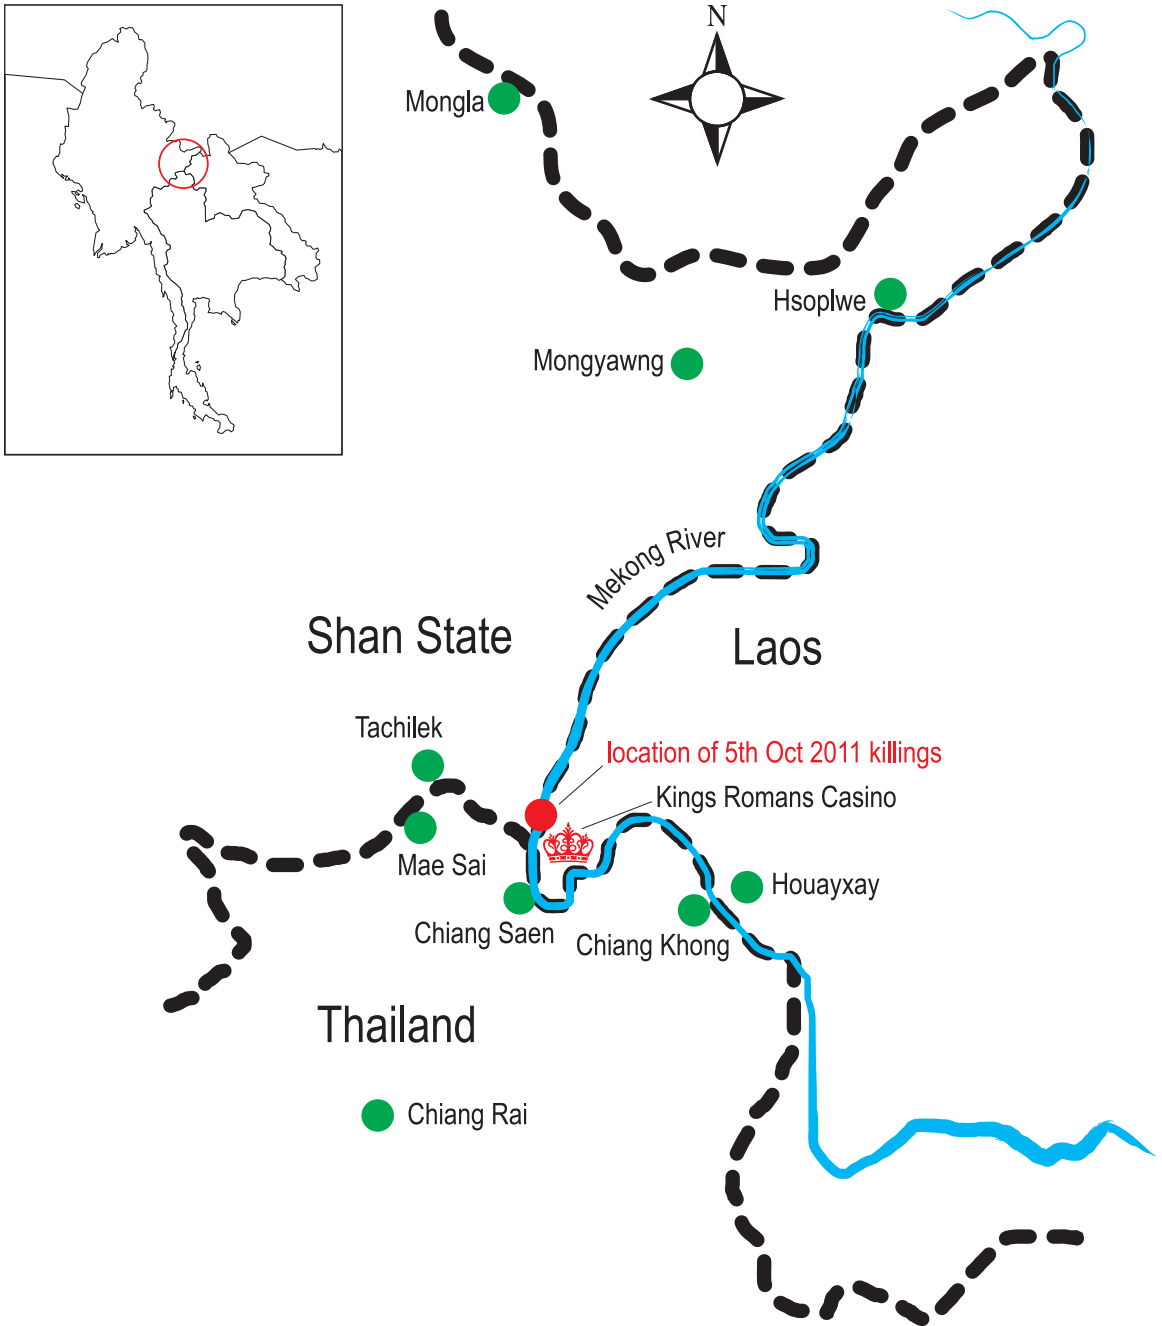 N
Mongla
Hsoplwe
Mongyawng
Mekong River
Shan State
Laos
Tachilek
location of 5th Oct 2011 killings
Kings Romans Casino
Mae Sai
Houayxay
Chiang Saen
Chiang Khong
Thailand
Chiang Rai